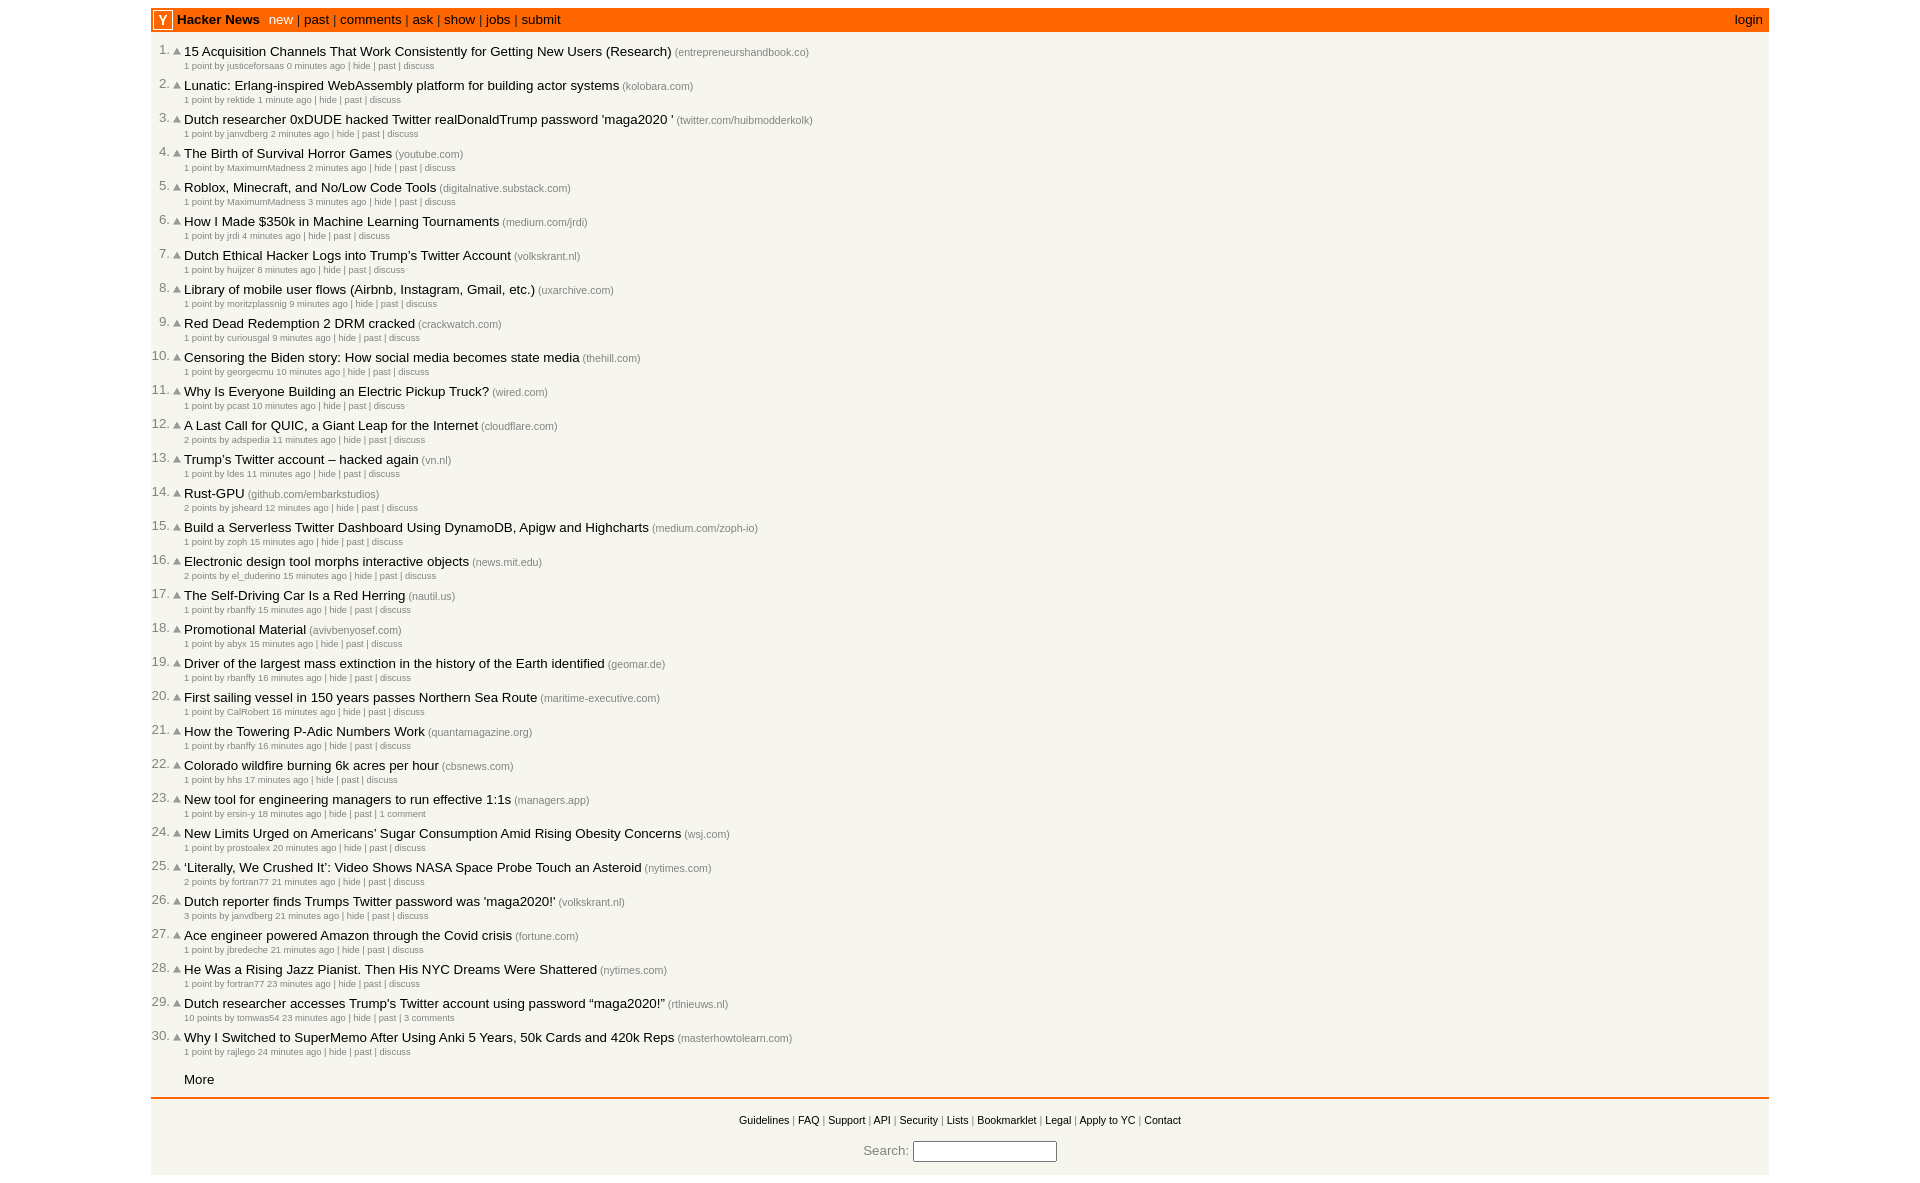 Y Hacker News new | past | comments | ask | show | jobs | submit login
1. 15 Acquisition Channels That Work Consistently for Getting New Users (Research) (entrepreneurshandbook.co)
1 point by justiceforsaas 0 minutes ago | hide | past | discuss
2. Lunatic: Erlang-inspired WebAssembly platform for building actor systems (kolobara.com)
1 point by rektide 1 minute ago | hide | past | discuss
3. Dutch researcher 0xDUDE hacked Twitter realDonaldTrump password 'maga2020 ' (twitter.com/huibmodderkolk)
1 point by janvdberg 2 minutes ago | hide | past | discuss
4. The Birth of Survival Horror Games (youtube.com)
1 point by MaximumMadness 2 minutes ago | hide | past | discuss
5. Roblox, Minecraft, and No/Low Code Tools (digitalnative.substack.com)
1 point by MaximumMadness 3 minutes ago | hide | past | discuss
6. How I Made $350k in Machine Learning Tournaments (medium.com/jrdi)
1 point by jrdi 4 minutes ago | hide | past | discuss
7. Dutch Ethical Hacker Logs into Trump’s Twitter Account (volkskrant.nl)
1 point by huijzer 8 minutes ago | hide | past | discuss
8. Library of mobile user flows (Airbnb, Instagram, Gmail, etc.) (uxarchive.com)
1 point by moritzplassnig 9 minutes ago | hide | past | discuss
9. Red Dead Redemption 2 DRM cracked (crackwatch.com)
1 point by curiousgal 9 minutes ago | hide | past | discuss
10. Censoring the Biden story: How social media becomes state media (thehill.com)
1 point by georgecmu 10 minutes ago | hide | past | discuss
11. Why Is Everyone Building an Electric Pickup Truck? (wired.com)
1 point by pcast 10 minutes ago | hide | past | discuss
12. A Last Call for QUIC, a Giant Leap for the Internet (cloudflare.com)
2 points by adspedia 11 minutes ago | hide | past | discuss
13. Trump’s Twitter account – hacked again (vn.nl)
1 point by ldes 11 minutes ago | hide | past | discuss
14. Rust-GPU (github.com/embarkstudios)
2 points by jsheard 12 minutes ago | hide | past | discuss
15. Build a Serverless Twitter Dashboard Using DynamoDB, Apigw and Highcharts (medium.com/zoph-io)
1 point by zoph 15 minutes ago | hide | past | discuss
16. Electronic design tool morphs interactive objects (news.mit.edu)
2 points by el_duderino 15 minutes ago | hide | past | discuss
17. The Self-Driving Car Is a Red Herring (nautil.us)
1 point by rbanffy 15 minutes ago | hide | past | discuss
18. Promotional Material (avivbenyosef.com)
1 point by abyx 15 minutes ago | hide | past | discuss
19. Driver of the largest mass extinction in the history of the Earth identified (geomar.de)
1 point by rbanffy 16 minutes ago | hide | past | discuss
20. First sailing vessel in 150 years passes Northern Sea Route (maritime-executive.com)
1 point by CalRobert 16 minutes ago | hide | past | discuss
21. How the Towering P-Adic Numbers Work (quantamagazine.org)
1 point by rbanffy 16 minutes ago | hide | past | discuss
22. Colorado wildfire burning 6k acres per hour (cbsnews.com)
1 point by hhs 17 minutes ago | hide | past | discuss
23. New tool for engineering managers to run effective 1:1s (managers.app)
1 point by ersin-y 18 minutes ago | hide | past | 1 comment
24. New Limits Urged on Americans’ Sugar Consumption Amid Rising Obesity Concerns (wsj.com)
1 point by prostoalex 20 minutes ago | hide | past | discuss
25. ‘Literally, We Crushed It’: Video Shows NASA Space Probe Touch an Asteroid (nytimes.com)
2 points by fortran77 21 minutes ago | hide | past | discuss
26. Dutch reporter finds Trumps Twitter password was 'maga2020!' (volkskrant.nl)
3 points by janvdberg 21 minutes ago | hide | past | discuss
27. Ace engineer powered Amazon through the Covid crisis (fortune.com)
1 point by jbredeche 21 minutes ago | hide | past | discuss
28. He Was a Rising Jazz Pianist. Then His NYC Dreams Were Shattered (nytimes.com)
1 point by fortran77 23 minutes ago | hide | past | discuss
29. Dutch researcher accesses Trump's Twitter account using password “maga2020!” (rtlnieuws.nl)
10 points by tomwas54 23 minutes ago | hide | past | 3 comments
30. Why I Switched to SuperMemo After Using Anki 5 Years, 50k Cards and 420k Reps (masterhowtolearn.com)
1 point by rajlego 24 minutes ago | hide | past | discuss
More
Guidelines | FAQ | Support | API | Security | Lists | Bookmarklet | Legal | Apply to YC | Contact
Search: